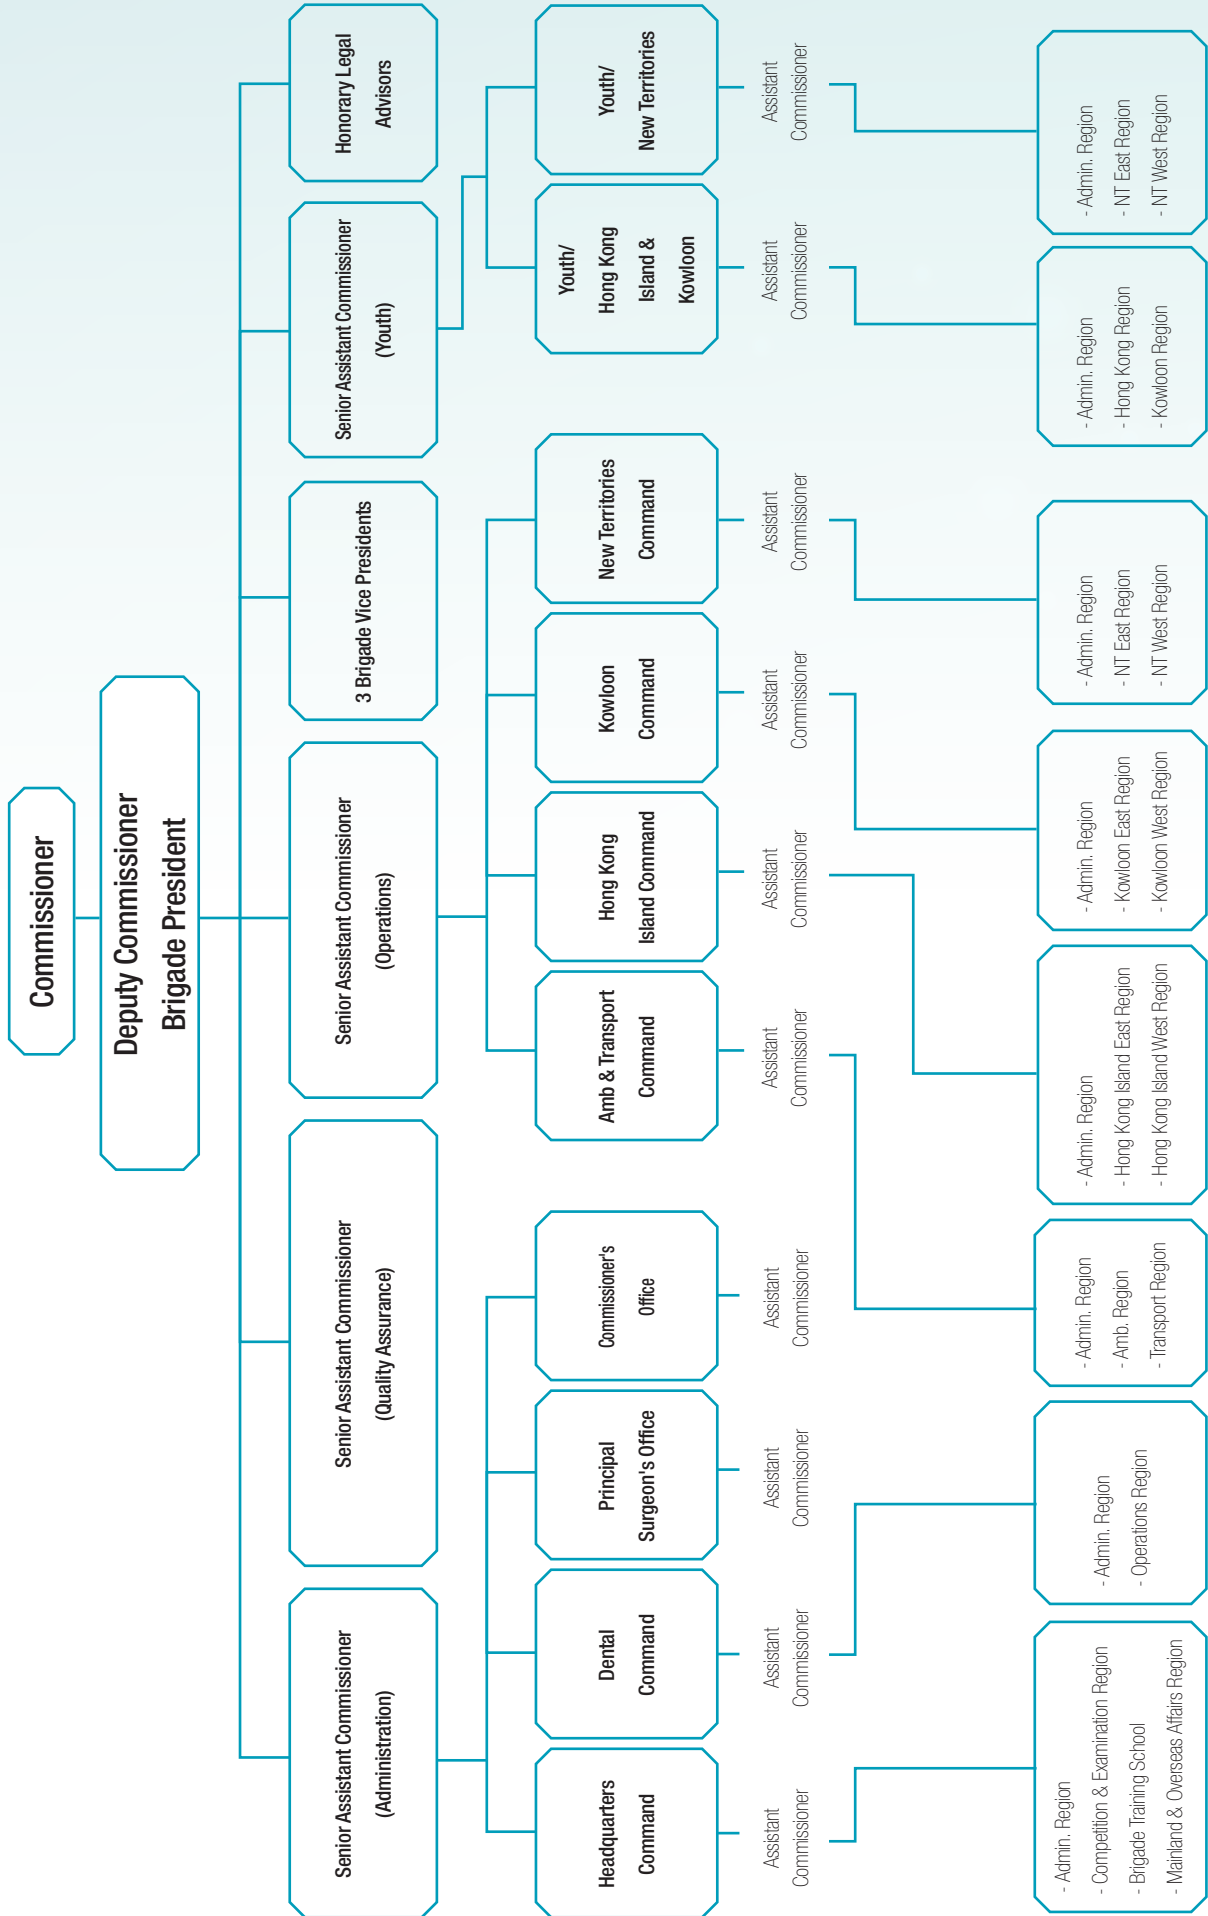 Commissioner
Deputy Commissioner
Brigade President
Senior Assistant Commissioner
(Administration)
Senior Assistant Commissioner
(Quality Assurance)
Senior Assistant Commissioner
(Operations)
3 Brigade Vice Presidents
Senior Assistant Commissioner
(Youth)
Honorary Legal
Advisors
Headquarters
Command
Dental
Command
Principal
Surgeon's Office
Commissioner's
Office
Amb & Transport
Command
Hong Kong
Island Command
Kowloon
Command
New Territories
Command
Youth/
Hong Kong
Island &
Kowloon
Youth/
New Territories
Assistant
Commissioner
Assistant
Commissioner
Assistant
Commissioner
Assistant
Commissioner
Assistant
Commissioner
Assistant
Commissioner
Assistant
Commissioner
Assistant
Commissioner
Assistant
Commissioner
Assistant
Commissioner
- Admin. Region
- Competition & Examination Region
- Brigade Training School
- Mainland & Overseas Affairs Region
- Admin. Region
- Operations Region
- Admin. Region
- Amb. Region
- Transport Region
- Admin. Region
- Hong Kong Island East Region
- Hong Kong Island West Region
- Admin. Region
- Kowloon East Region
- Kowloon West Region
- Admin. Region
- NT East Region
- NT West Region
- Admin. Region
- Hong Kong Region
- Kowloon Region
- Admin. Region
- NT East Region
- NT West Region